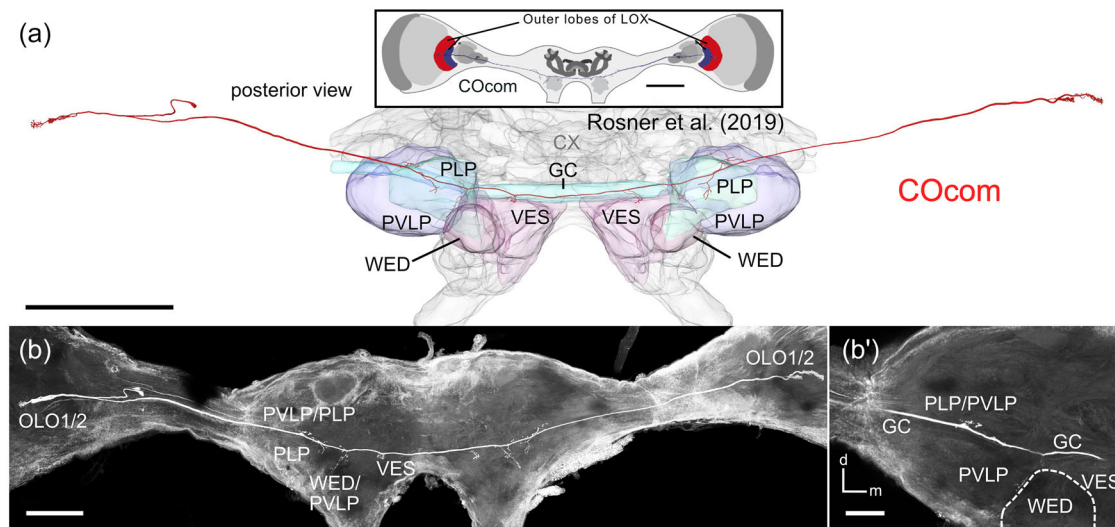 (a)
Outer lobes of LOX
COcom
posterior view
Rosner et al. (2019)
CX
GC
PLP
PLP
COcom
PVLP
VES
VES
PVLP
WED
WED
(b)
OLO1/2
OLO1/2
PVLP/PLP
PLP
VES
WED/
PVLP
(b')
PLP/PVLP
GC
GC
PVLP
VES
WED
d
m